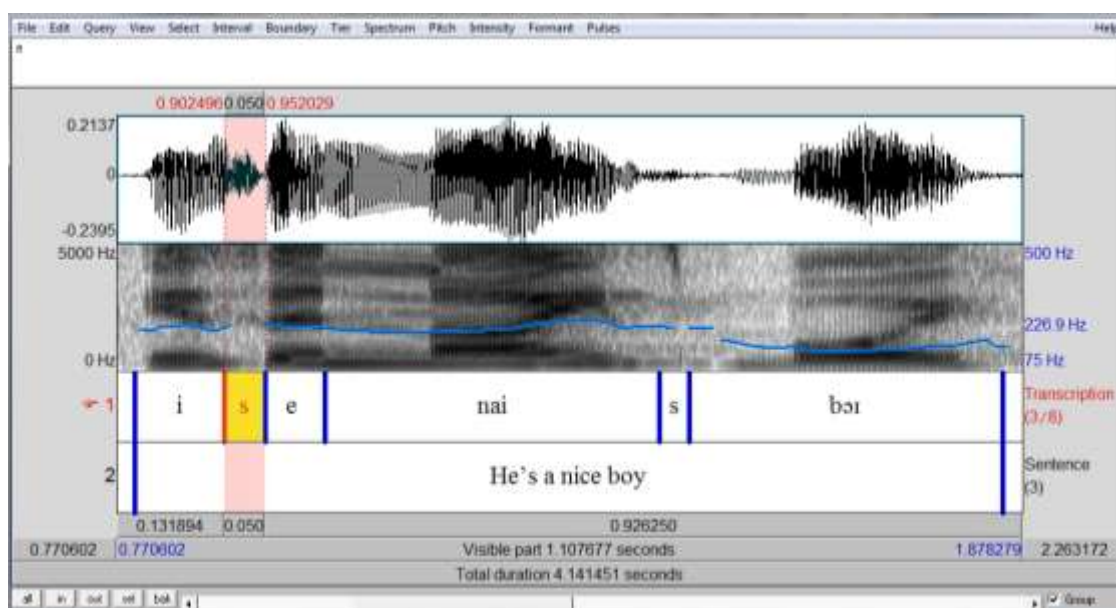 File Edit Query View Select Interval Boundary Tier Spectrum Pitch Intensity Formant Pulses Help
s
0.902496 0.050 0.952029
0.2137
0
-0.2395
5000 Hz 500 Hz
226.9 Hz
0 Hz 75 Hz
1 i s e nai s bɔɪ Transcription
(3/8)
2 He's a nice boy Sentence
(3)
0.131894 0.050 0.926250
0.770602 0.770602 Visible part 1.107677 seconds 1.878279 2.263172
Total duration 4.141451 seconds
all in out sel bak Group